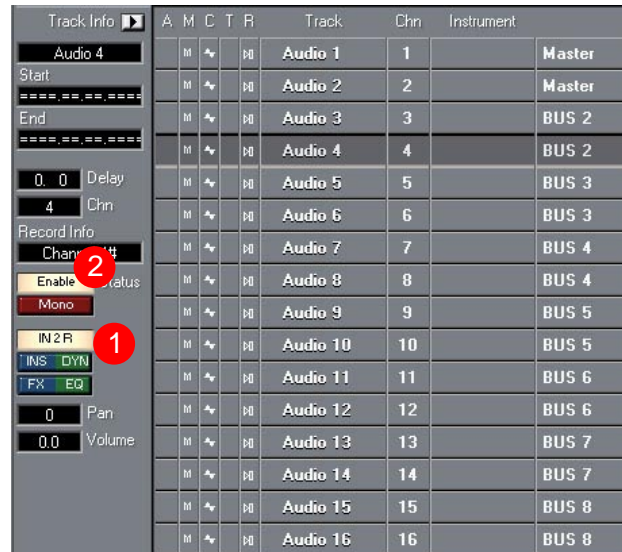 Track Info A M C T R Track Chn Instrument
Audio 4
Start
====.==.==.====
End
====.==.==.====
0. 0 Delay
4 Chn
Record Info
2
Enable
Mono
IN 2 R
1
INS DYN
FX EQ
0 Pan
0.0 Volume
M Audio 1 1 Master
M Audio 2 2 Master
M Audio 3 3 BUS 2
M Audio 4 4 BUS 2
M Audio 5 5 BUS 3
M Audio 6 6 BUS 3
M Audio 7 7 BUS 4
M Audio 8 8 BUS 4
M Audio 9 9 BUS 5
M Audio 10 10 BUS 5
M Audio 11 11 BUS 6
M Audio 12 12 BUS 6
M Audio 13 13 BUS 7
M Audio 14 14 BUS 7
M Audio 15 15 BUS 8
M Audio 16 16 BUS 8